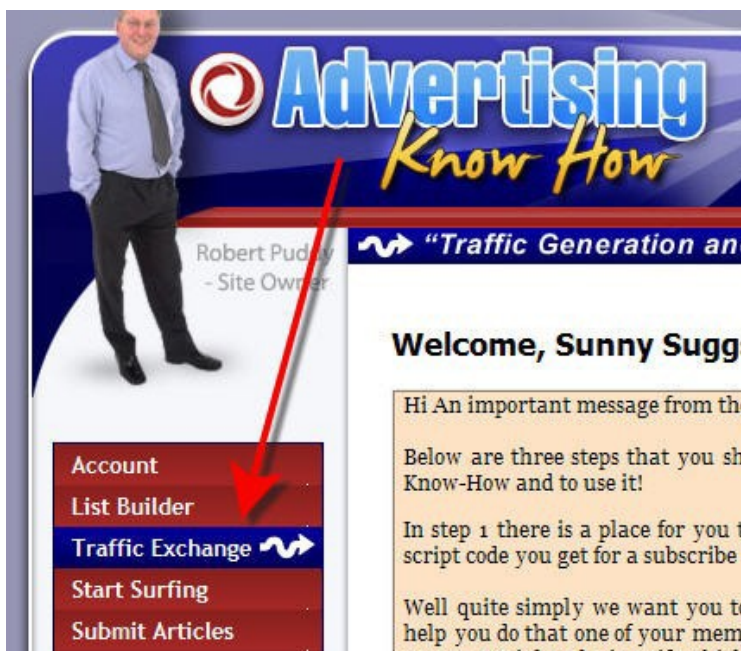 Advertising
Know How
Robert Puddy
- Site Owner
"Traffic Generation an
Welcome, Sunny Sugg
Hi An important message from th
Below are three steps that you sh
Know-How and to use it!
In step 1 there is a place for you t
script code you get for a subscribe
Well quite simply we want you to
help you do that one of your mem
Account
List Builder
Traffic Exchange
Start Surfing
Submit Articles